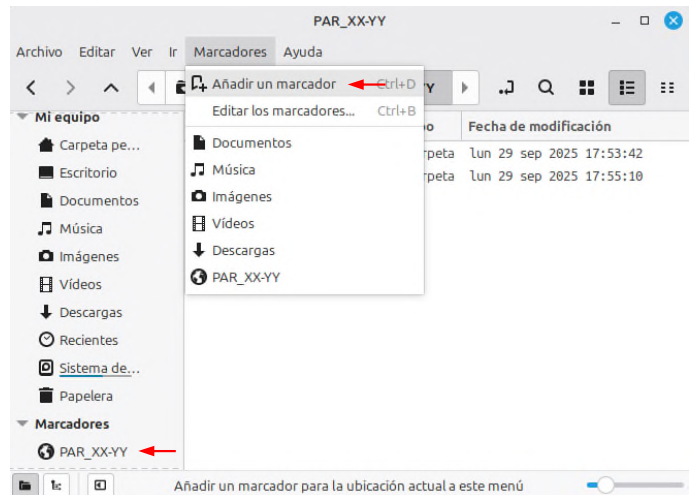 PAR_XX-YY
Archivo Editar Ver Ir Marcadores Ayuda
Añadir un marcador Ctrl+D
Editar los marcadores... Ctrl+B
Documentos
Música
Imágenes
Vídeos
Descargas
PAR_XX-YY
Mi equipo
Carpeta pe...
Escritorio
Documentos
Música
Imágenes
Vídeos
Descargas
Recientes
Sistema de...
Papelera
Marcadores
PAR_XX-YY
Fecha de modificación
rpeta lun 29 sep 2025 17:53:42
rpeta lun 29 sep 2025 17:55:10
Añadir un marcador para la ubicación actual a este menú